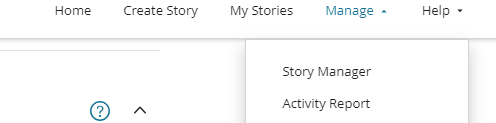 Home Create Story My Stories Manage Help
Story Manager
Activity Report
?